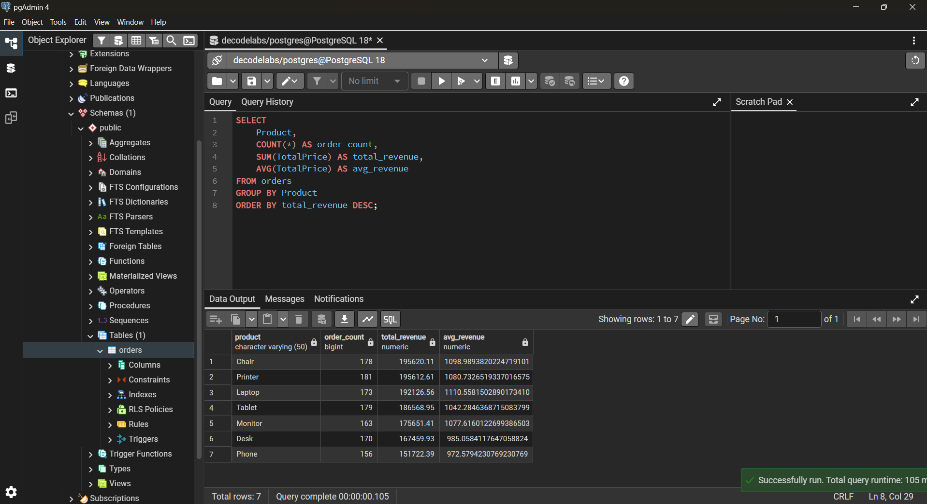 pgAdmin 4
File Object Tools Edit View Window Help
Object Explorer
decodelabs/postgres@PostgreSQL 18*
Extensions
Foreign Data Wrappers
Languages
Publications
Schemas (1)
public
Aggregates
Collations
Domains
FTS Configurations
FTS Dictionaries
Aa FTS Parsers
FTS Templates
Foreign Tables
Functions
Materialized Views
Operators
Procedures
1..3 Sequences
Tables (1)
orders
Columns
Constraints
Indexes
RLS Policies
Rules
Triggers
Trigger Functions
Types
Views
Subscriptions
decodelabs/postgres@PostgreSQL 18
No limit
Query Query History
Scratch Pad
1 SELECT
2 Product,
3 COUNT(*) AS order_count,
4 SUM(TotalPrice) AS total_revenue,
5 AVG(TotalPrice) AS avg_revenue
6 FROM orders
7 GROUP BY Product
8 ORDER BY total_revenue DESC;
Data Output Messages Notifications
SQL
Showing rows: 1 to 7
Page No: 1 of 1
product order_count total_revenue avg_revenue
character varying (50) bigint numeric numeric
1 Chair 178 195620.11 1098.9893820224719101
2 Printer 181 195612.61 1080.7326519337016575
3 Laptop 173 192126.56 1110.5581502890173410
4 Tablet 179 186568.95 1042.2846368715083799
5 Monitor 163 175651.41 1077.6160122699386503
6 Desk 170 167459.93 985.0584117647058824
7 Phone 156 151722.39 972.5794230769230769
Successfully run. Total query runtime: 105 m
Total rows: 7 Query complete 00:00:00.105
CRLF Ln 8, Col 29